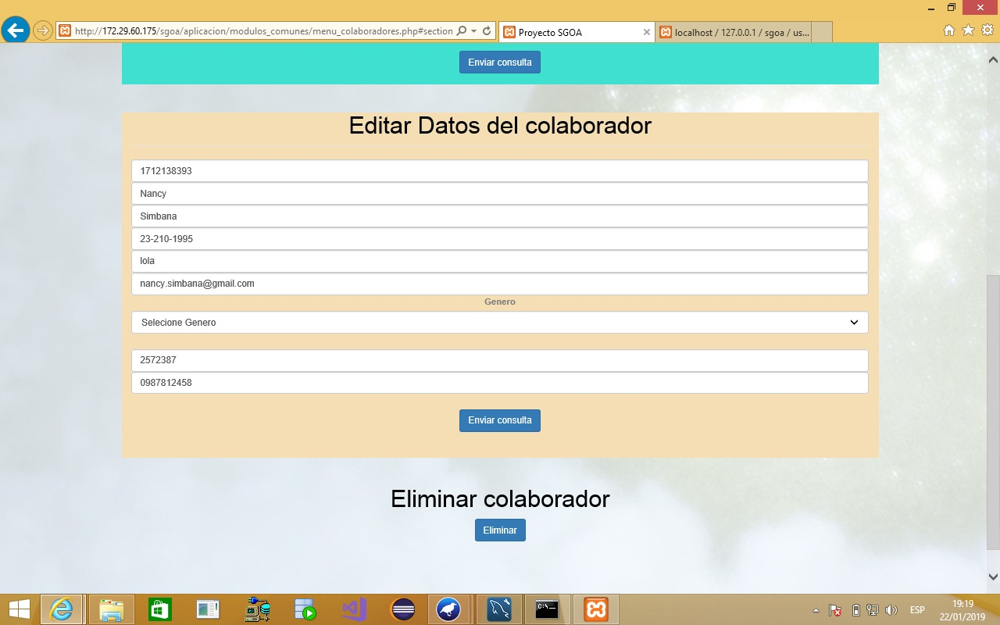 http://172.29.60.175/sgoa/aplicacion/modulos_comunes/menu_colaboradores.php#section
Proyecto SGOA
localhost / 127.0.0.1 / sgoa / us...
Enviar consulta
Editar Datos del colaborador
1712138393
Nancy
Simbana
23-210-1995
lola
nancy.simbana@gmail.com
Genero
Selecione Genero
2572387
0987812458
Enviar consulta
Eliminar colaborador
Eliminar
C:\.
ESP
19:19
22/01/2019